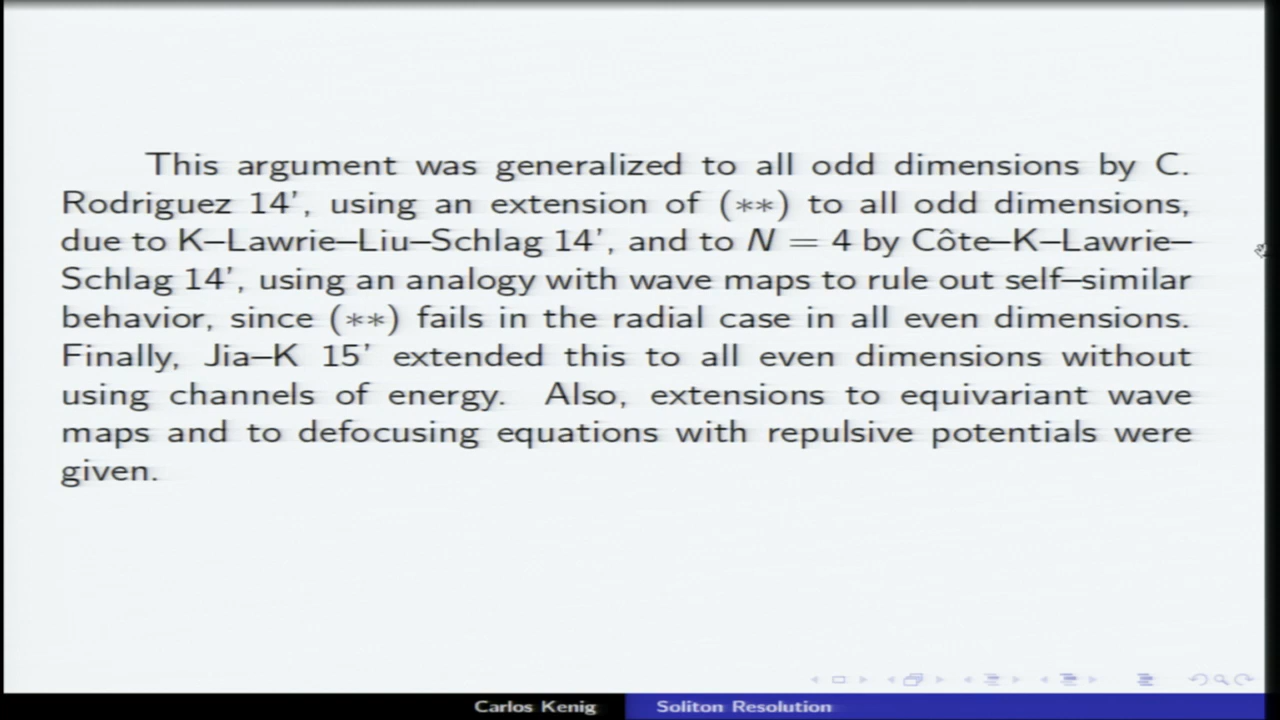 This argument was generalized to all odd dimensions by C.
Rodriguez 14', using an extension of (∗∗) to all odd dimensions,
due to K–Lawrie–Liu–Schlag 14', and to N = 4 by Côte–K–Lawrie–
Schlag 14', using an analogy with wave maps to rule out self–similar
behavior, since (∗∗) fails in the radial case in all even dimensions.
Finally, Jia–K 15' extended this to all even dimensions without
using channels of energy. Also, extensions to equivariant wave
maps and to defocusing equations with repulsive potentials were
given.
Carlos Kenig Soliton Resolution